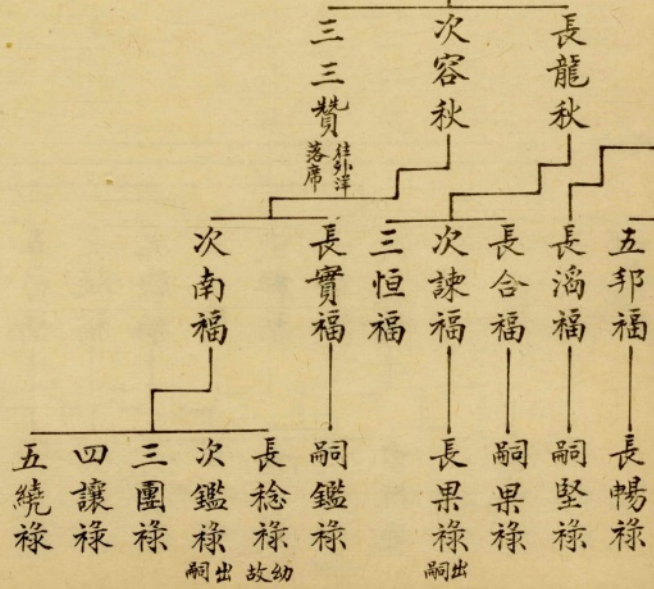 長龍秋
次容秋
三三贊
往外洋
落席
五邦福
長滔福
長合福
次諫福
三恒福
長實福
次南福
長暢祿
嗣堅祿
嗣果祿
長果祿
出嗣
嗣鑑祿
長稔祿
幼故
次鑑祿
出嗣
三團祿
四讓祿
五繞祿